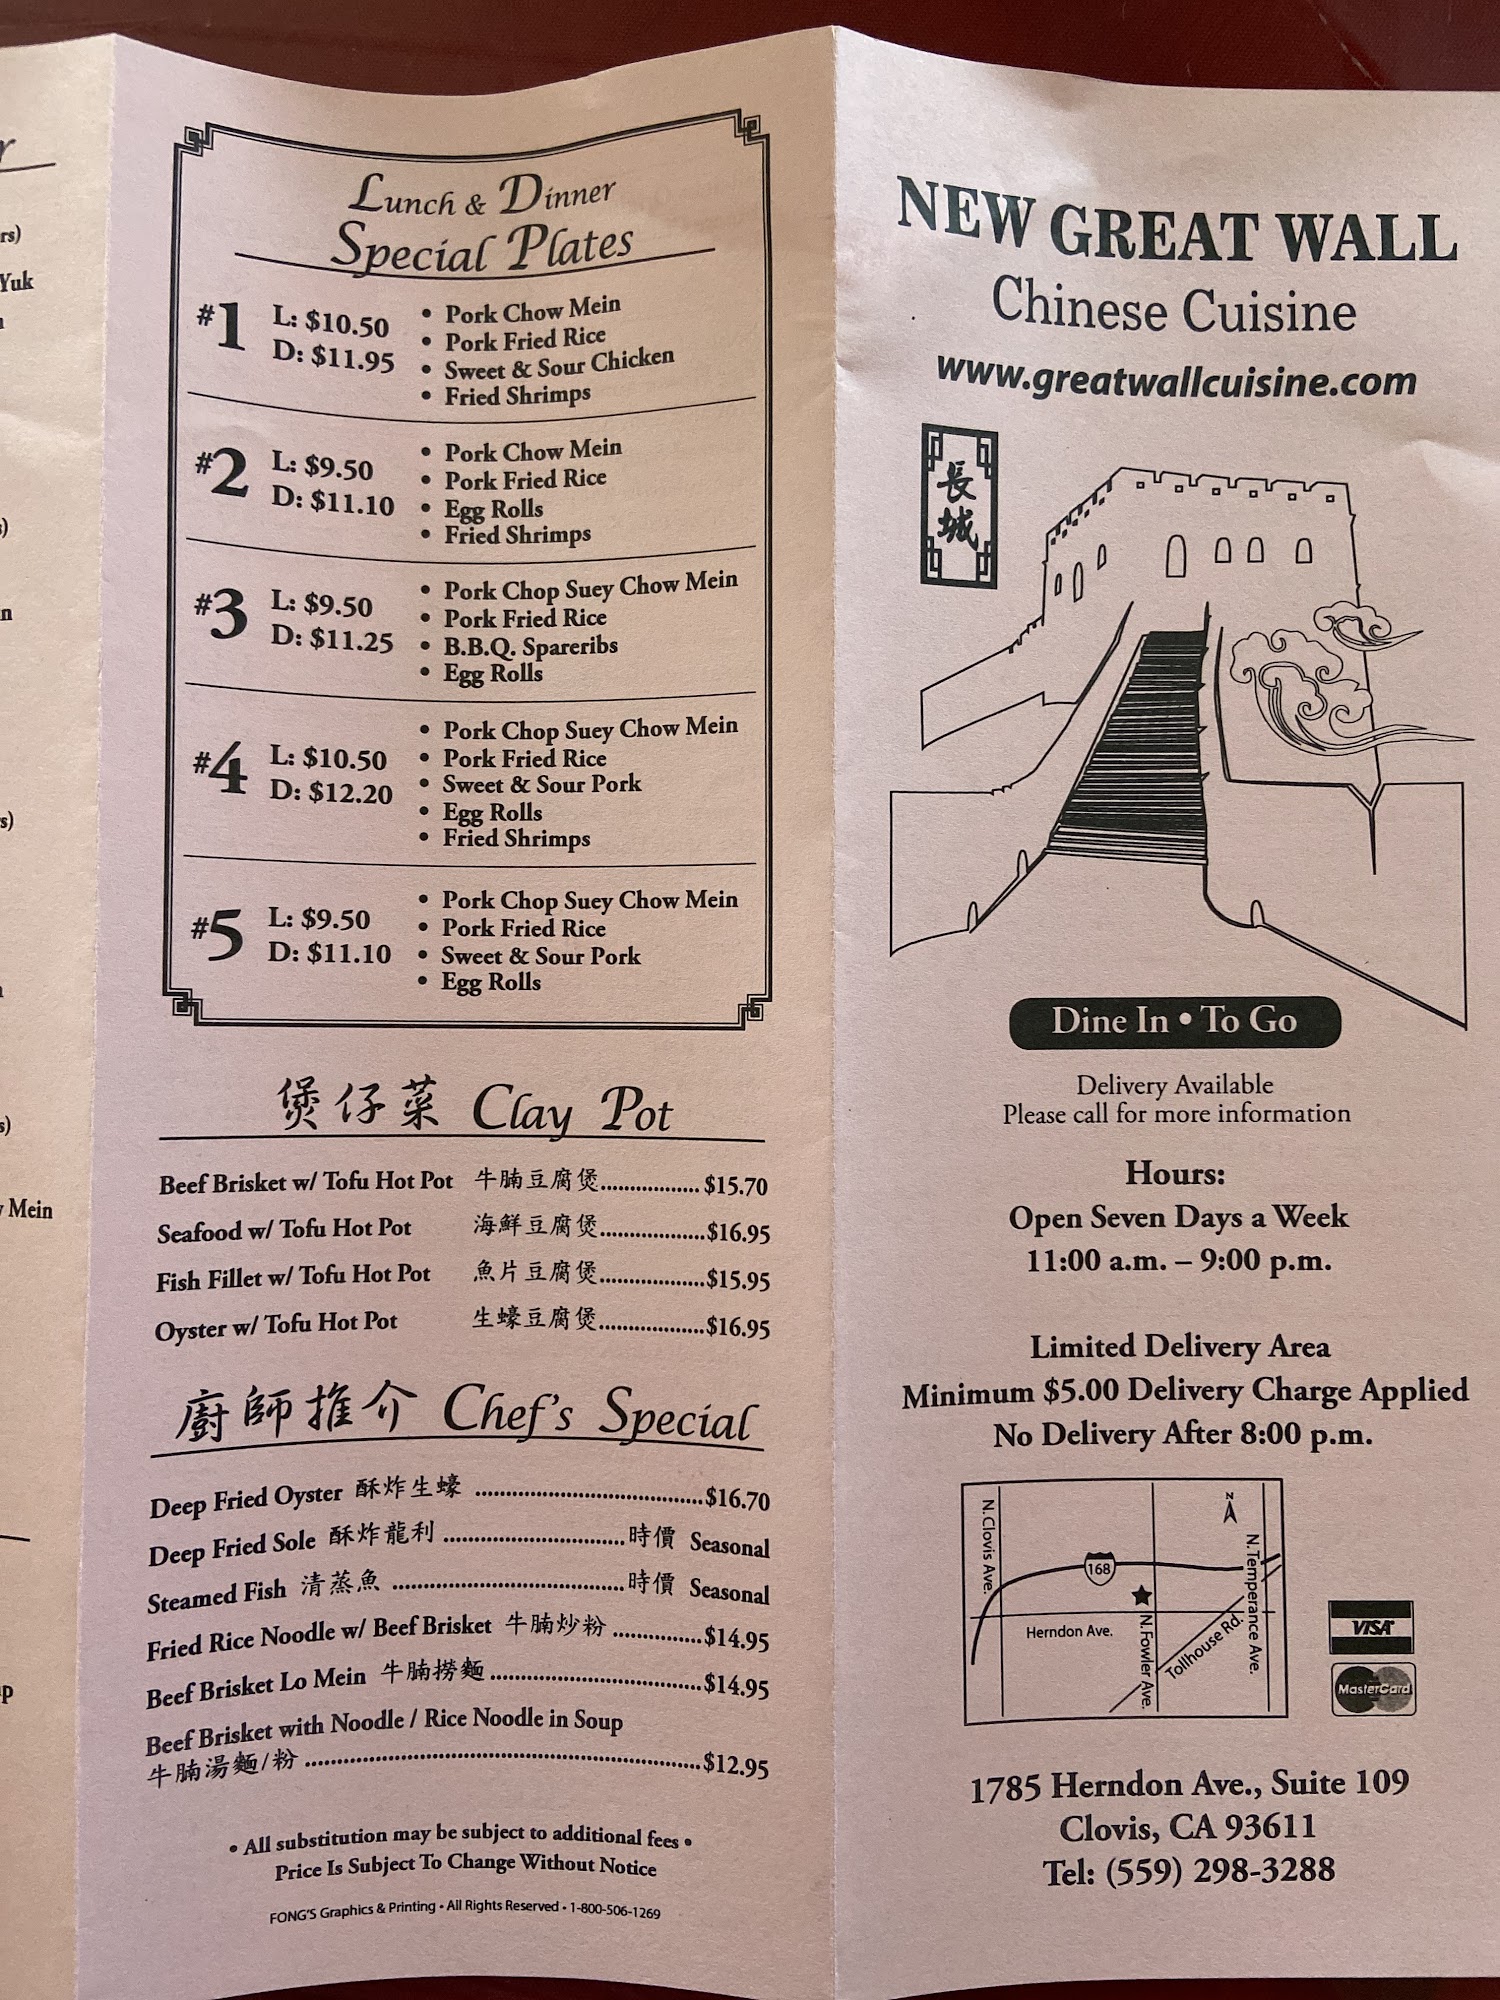 r
rs)
Yuk
n
s)
Mein
p
Lunch & Dinner
Special Plates
#1 L: $10.50
D: $11.95
• Pork Chow Mein
• Pork Fried Rice
• Sweet & Sour Chicken
• Fried Shrimps
#2 L: $9.50
D: $11.10
• Pork Chow Mein
• Pork Fried Rice
• Egg Rolls
• Fried Shrimps
#3 L: $9.50
D: $11.25
• Pork Chop Suey Chow Mein
• Pork Fried Rice
• B.B.Q. Spareribs
• Egg Rolls
#4 L: $10.50
D: $12.20
• Pork Chop Suey Chow Mein
• Pork Fried Rice
• Sweet & Sour Pork
• Egg Rolls
• Fried Shrimps
#5 L: $9.50
D: $11.10
• Pork Chop Suey Chow Mein
• Pork Fried Rice
• Sweet & Sour Pork
• Egg Rolls
煲仔菜 Clay Pot
Beef Brisket w/ Tofu Hot Pot 牛腩豆腐煲.................$15.70
Seafood w/ Tofu Hot Pot 海鮮豆腐煲..................$16.95
Fish Fillet w/ Tofu Hot Pot 魚片豆腐煲..................$15.95
Oyster w/ Tofu Hot Pot 生蠔豆腐煲..................$16.95
廚師推介 Chef's Special
Deep Fried Oyster 酥炸生蠔 ......................................$16.70
Deep Fried Sole 酥炸龍利 ..............................時價 Seasonal
Steamed Fish 清蒸魚 ......................................時價 Seasonal
Fried Rice Noodle w/ Beef Brisket 牛腩炒粉 ...............$14.95
Beef Brisket Lo Mein 牛腩撈麵...................................$14.95
Beef Brisket with Noodle / Rice Noodle in Soup
牛腩湯麵/粉 .................................................................$12.95
• All substitution may be subject to additional fees •
Price Is Subject To Change Without Notice
FONG'S Graphics & Printing • All Rights Reserved • 1-800-506-1269
NEW GREAT WALL
Chinese Cuisine
www.greatwallcuisine.com
長城
Dine In • To Go
Delivery Available
Please call for more information
Hours:
Open Seven Days a Week
11:00 a.m. – 9:00 p.m.
Limited Delivery Area
Minimum $5.00 Delivery Charge Applied
No Delivery After 8:00 p.m.
N. Clovis Ave.
168
N
N. Temperance Ave.
Herndon Ave.
N. Fowler Ave.
Tollhouse Rd.
VISA
MasterCard
1785 Herndon Ave., Suite 109
Clovis, CA 93611
Tel: (559) 298-3288